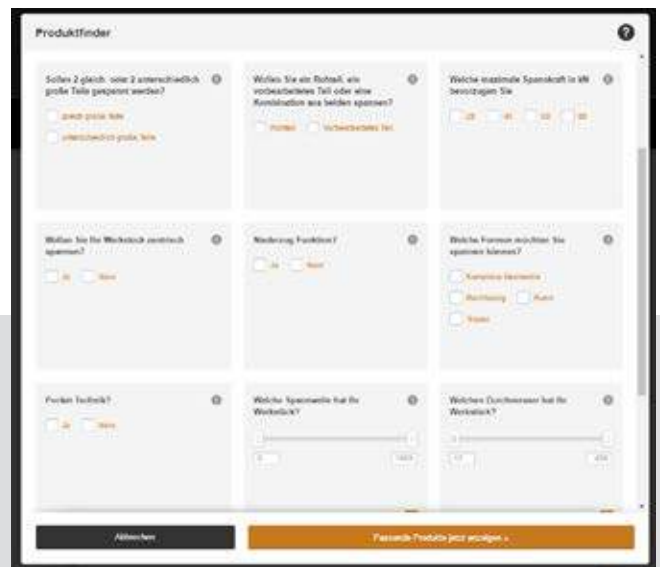 Produktfinder
Sollen 2 gleich oder 2 unterschiedlich
große Teile gespannt werden?
gleich große Teile
unterschiedlich große Teile
Wollen Sie ein Rohteil, ein
vorbearbeitetes Teil oder eine
Kombination aus beiden spannen?
Rohteil
Vorbearbeitetes Teil
Welche maximale Spannkraft in kN
bevorzugen Sie
Wollen Sie Ihr Werkstück zentrisch
spannen?
Ja
Nein
Niederzug Funktion?
Ja
Nein
Welche Formen möchten Sie
spannen können?
Komplexe Geometrie
Rechteckig
Rund
Ja
Nein
Welche Spannweite hat Ihr
Werkstück?
Welchen Durchmesser hat Ihr
Werkstück?
Abbrechen
Passende Produkte jetzt anzeigen »